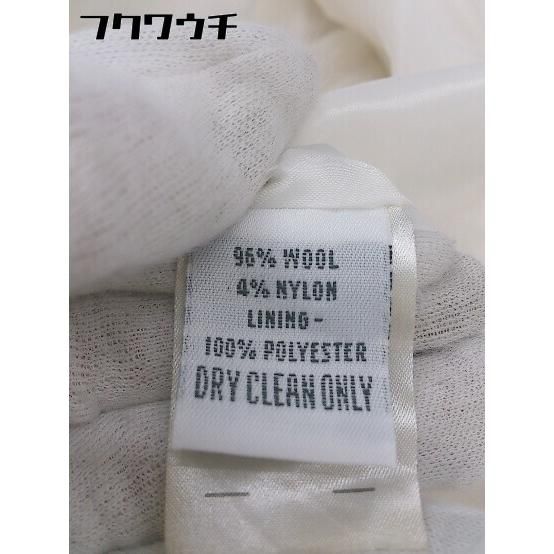 フクワウチ
96% WOOL
4% NYLON
LINING-
100% POLYESTER
DRY CLEAN ONLY